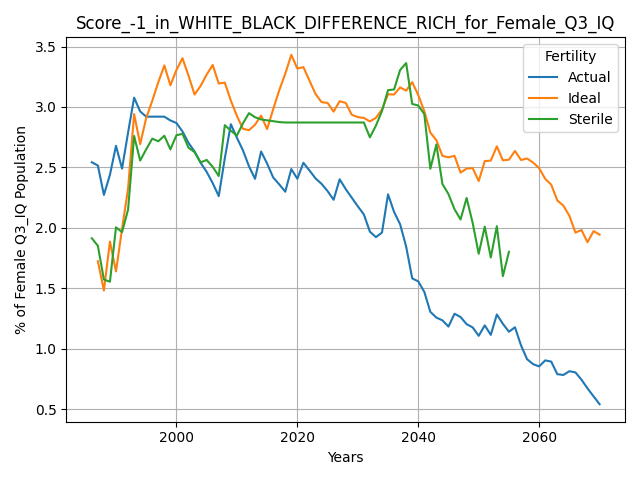 Score_-1_in_WHITE_BLACK_DIFFERENCE_RICH_for_Female_Q3_IQ
Fertility
Actual
Ideal
Sterile
% of Female Q3_IQ Population
3.5
3.0
2.5
2.0
1.5
1.0
0.5
2000 2020 2040 2060
Years